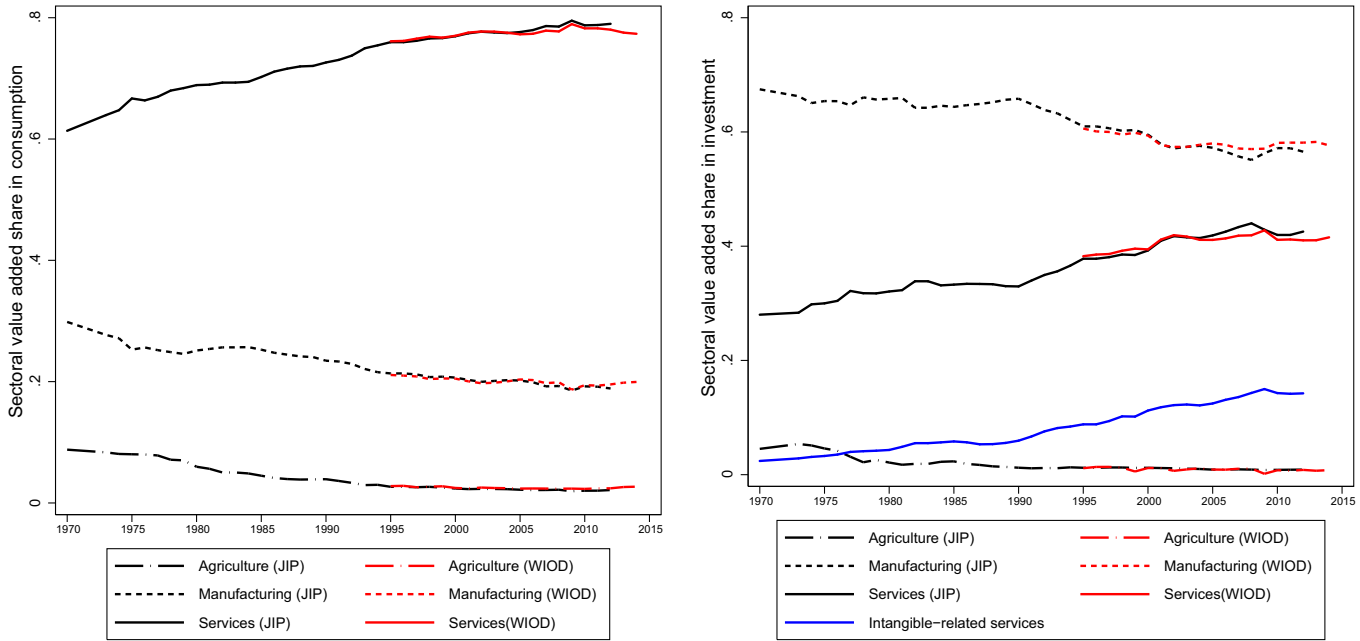 Sectoral value added share in consumption
.8
.6
.4
.2
0
1970 1975 1980 1985 1990 1995 2000 2005 2010 2015
Agriculture (JIP) Agriculture (WIOD)
Manufacturing (JIP) Manufacturing (WIOD)
Services (JIP) Services(WIOD)
Sectoral value added share in investment
.8
.6
.4
.2
0
1970 1975 1980 1985 1990 1995 2000 2005 2010 2015
Agriculture (JIP) Agriculture (WIOD)
Manufacturing (JIP) Manufacturing (WIOD)
Services (JIP) Services(WIOD)
Intangible−related services